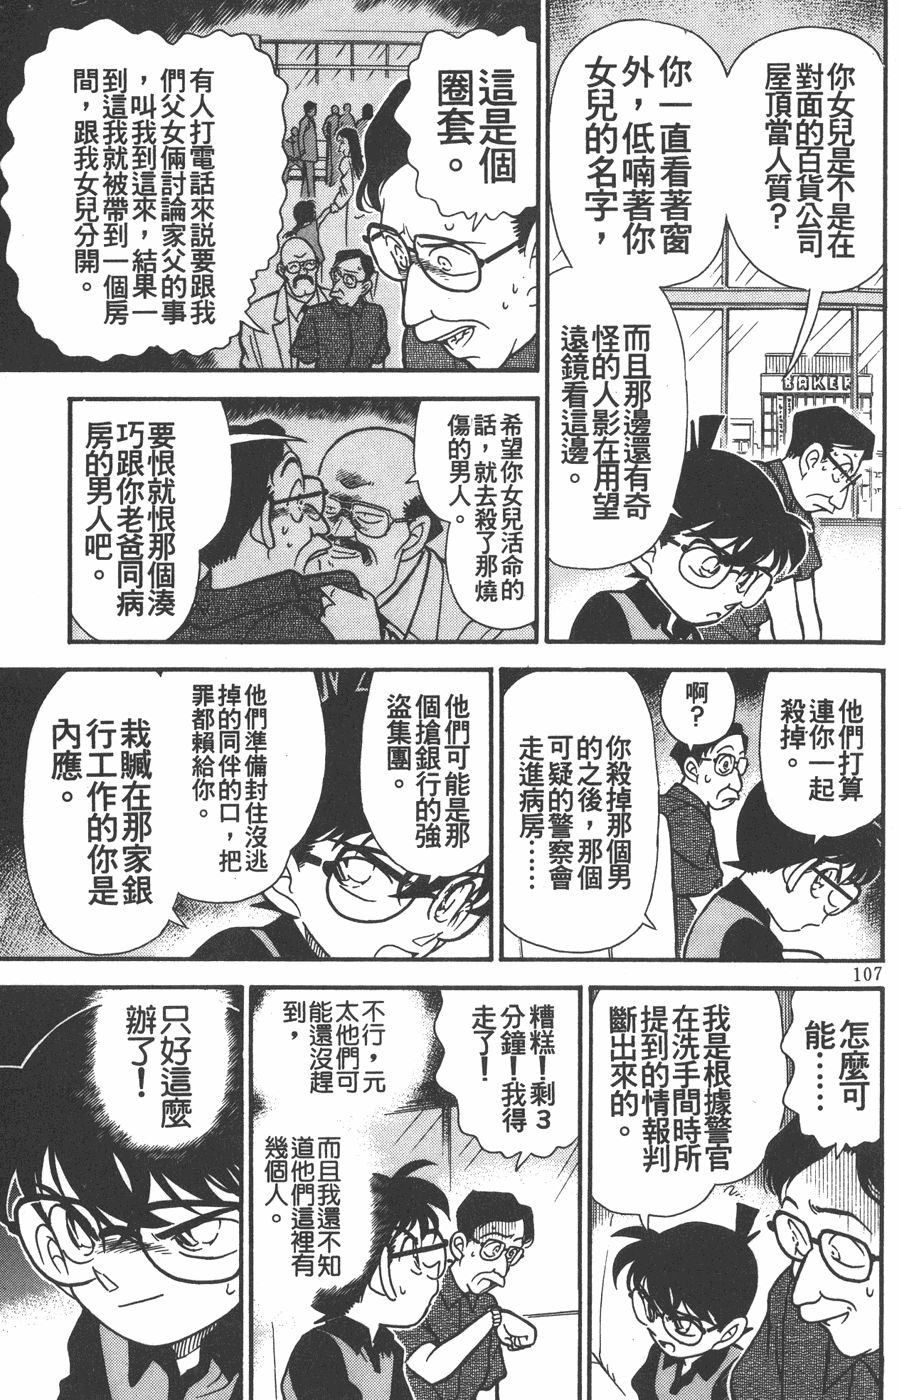 你女兒是不是在
對面的百貨公司
屋頂當人質？
你一直看著窗
外，低喃著你
女兒的名字，
BAKER
而且那邊還有奇
怪的人影在用望
遠鏡看這邊。
這是個
圈套。
有人打電話來説要跟我
們父女倆討論家父的事
，叫我到這來，結果一
到這我就被帶到一個房
間，跟我女兒分開。
希望你女兒活命的
話，就去殺了那燒
傷的男人。
要恨就恨那個湊
巧跟你老爸同病
房的男人吧。
他們打算
連你一起
殺掉。
啊？
你殺掉那個男
的之後，那個
可疑的警察會
走進病房……
他們可能是那
個搶銀行的強
盜集團。
他們準備封住沒逃
掉的同伴的口，把
罪都賴給你。
栽贓在那家銀
行工作的你是
內應。
107
怎麼可
能……
我是根據警官
在洗手間時所
提到的情報判
斷出來的。
糟糕！剩3
分鐘！我得
走了！
不行，元
太他們可
能還沒趕
到，
而且我還不知
道他們這裡有
幾個人。
只好這麼
辦了！